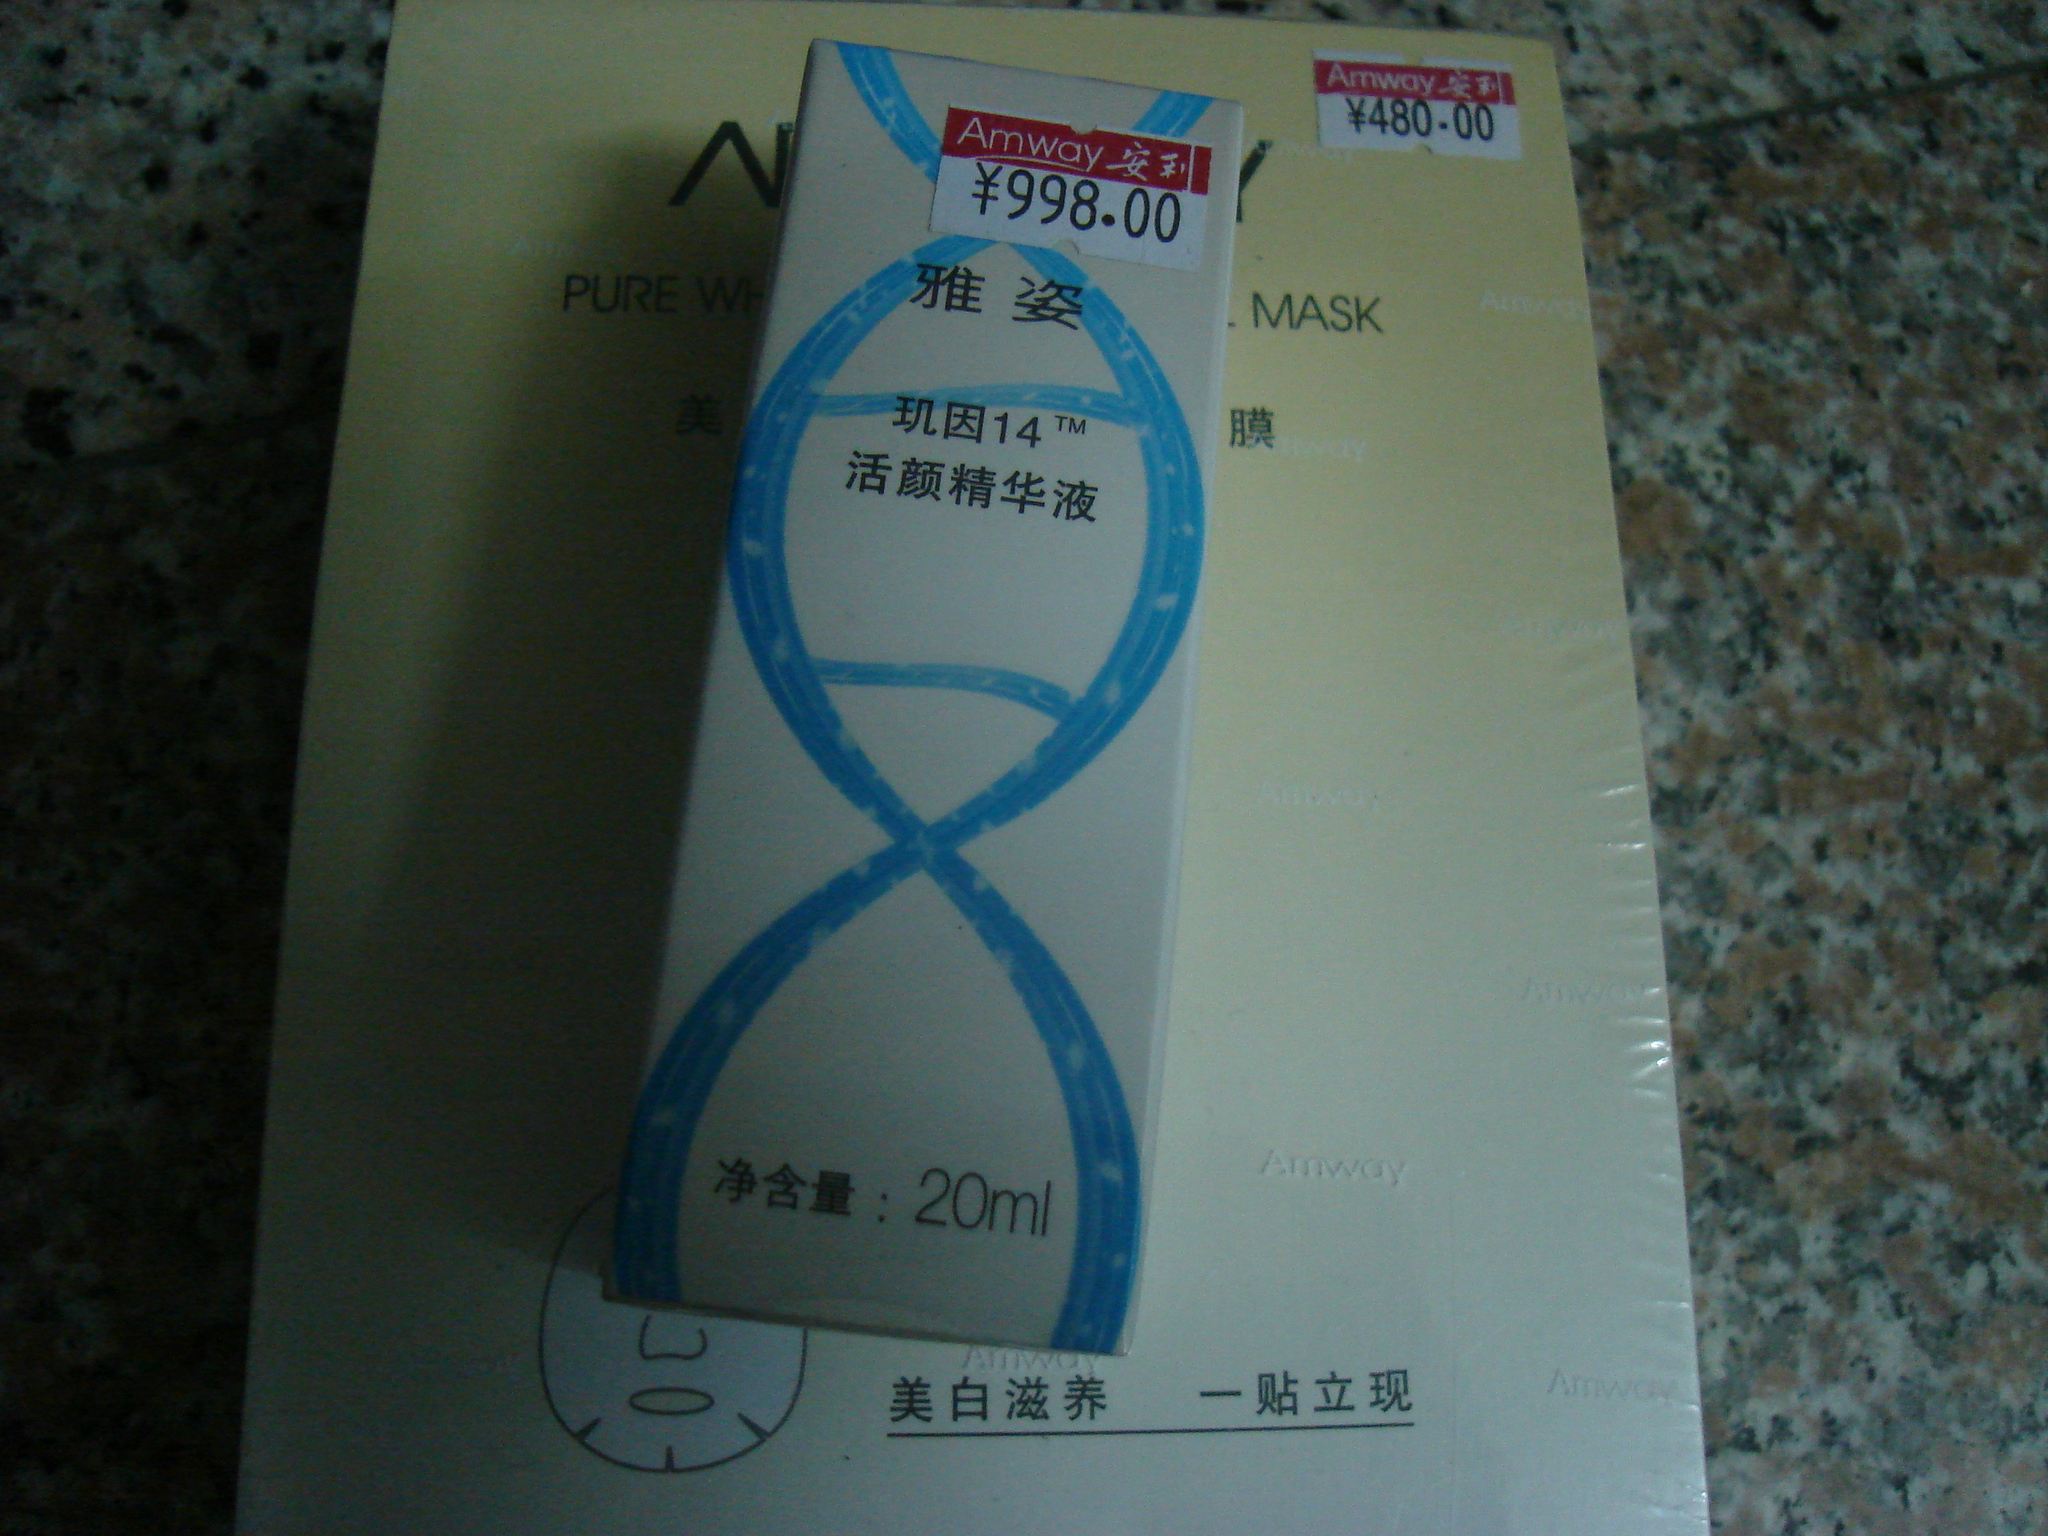 Amway 安利
¥480.00
Amway 安利
¥998.00
雅姿
玑因14™
活颜精华液
净含量：20ml
PURE
MASK
美
膜
Amway
Amway
Amway
Amway
Amway
Amway
美白滋养 一贴立现